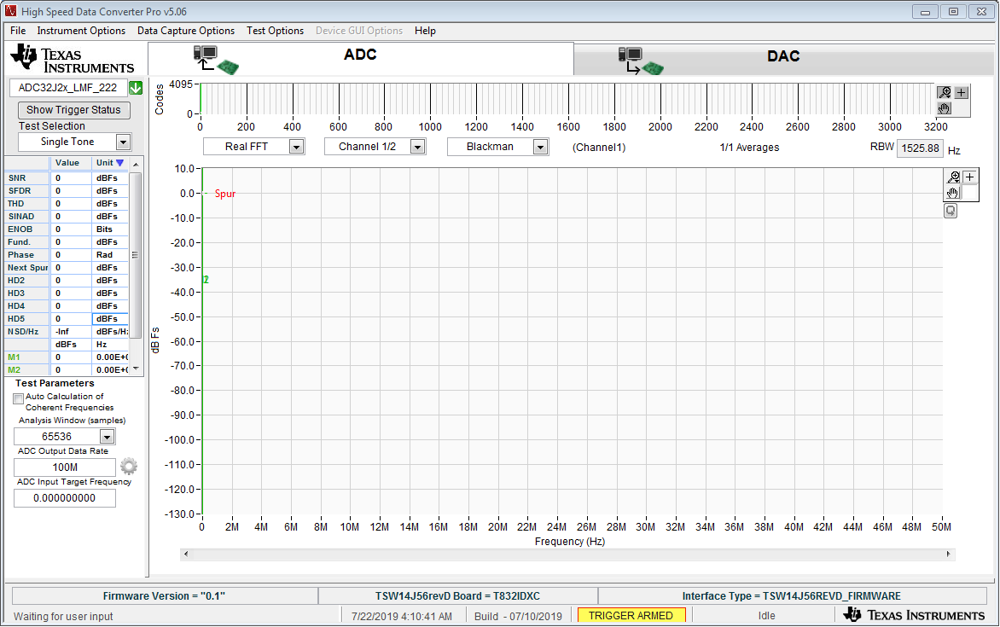 High Speed Data Converter Pro v5.06
File Instrument Options Data Capture Options Test Options Device GUI Options Help
TEXAS INSTRUMENTS
ADC
DAC
ADC32J2x_LMF_222
Show Trigger Status
Test Selection
Single Tone
Value Unit
SNR 0 dBFs
SFDR 0 dBFs
THD 0 dBFs
SINAD 0 dBFs
ENOB 0 Bits
Fund. 0 dBFs
Phase 0 Rad
Next Spur 0 dBFs
HD2 0 dBFs
HD3 0 dBFs
HD4 0 dBFs
HD5 0 dBFs
NSD/Hz -Inf dBFs/Hz
dBFs Hz
M1 0 0.00E+0
M2 0 0.00E+0
Test Parameters
Auto Calculation of
Coherent Frequencies
Analysis Window (samples)
65536
ADC Output Data Rate
100M
ADC Input Target Frequency
0.000000000
Codes
4095
0
0 200 400 600 800 1000 1200 1400 1600 1800 2000 2200 2400 2600 2800 3000 3200
Real FFT Channel 1/2 Blackman (Channel1) 1/1 Averages RBW 1525.88 Hz
10.0
0.0 Spur
-10.0
-20.0
-30.0
-40.0
-50.0
-60.0
-70.0
-80.0
-90.0
-100.0
-110.0
-120.0
-130.0
dBFs
0 2M 4M 6M 8M 10M 12M 14M 16M 18M 20M 22M 24M 26M 28M 30M 32M 34M 36M 38M 40M 42M 44M 46M 48M 50M
Frequency (Hz)
Firmware Version = "0.1" TSW14J56revD Board = T832IDXC Interface Type = TSW14J56REVD_FIRMWARE
Waiting for user input 7/22/2019 4:10:41 AM Build - 07/10/2019 TRIGGER ARMED Idle TEXAS INSTRUMENTS